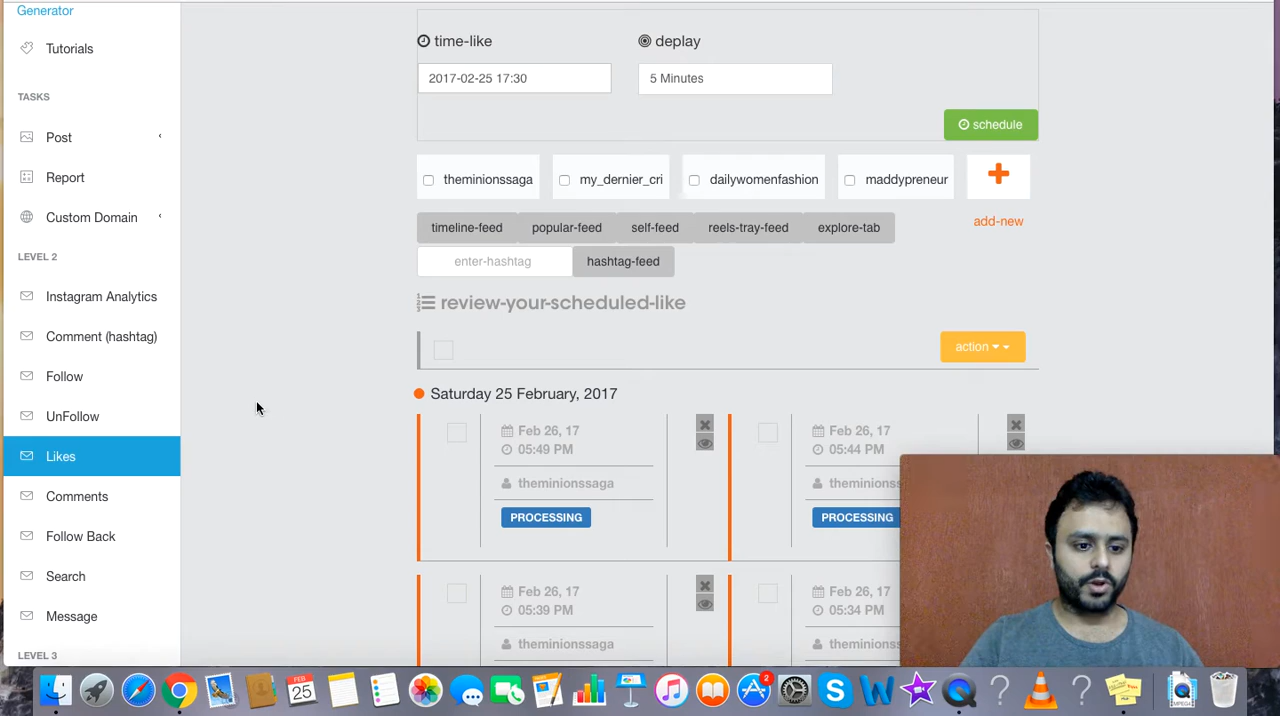 Generator
Tutorials
TASKS
Post
Report
Custom Domain
LEVEL 2
Instagram Analytics
Comment (hashtag)
Follow
UnFollow
Likes
Comments
Follow Back
Search
Message
LEVEL 3
time-like
deplay
2017-02-25 17:30
5 Minutes
schedule
theminionssaga
my_dernier_cri
dailywomenfashion
maddypreneur
add-new
timeline-feed
popular-feed
self-feed
reels-tray-feed
explore-tab
enter-hashtag
hashtag-feed
review-your-scheduled-like
action
Saturday 25 February, 2017
Feb 26, 17
05:49 PM
theminionssaga
PROCESSING
Feb 26, 17
05:44 PM
theminionss
PROCESSING
Feb 26, 17
05:39 PM
theminionssaga
Feb 26, 17
05:34 PM
theminionss
FEB
25
2
MPEG4